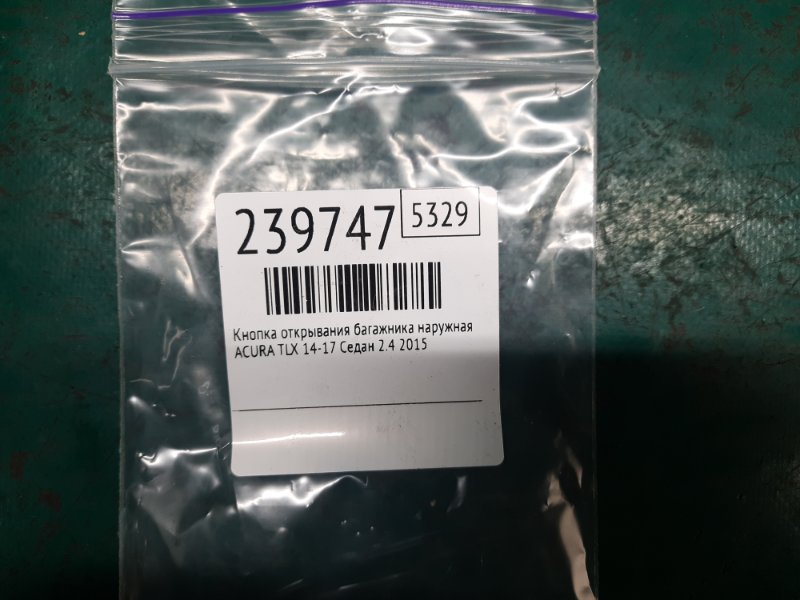 239747 5329
Кнопка открывания багажника наружная
ACURA TLX 14-17 Седан 2.4 2015